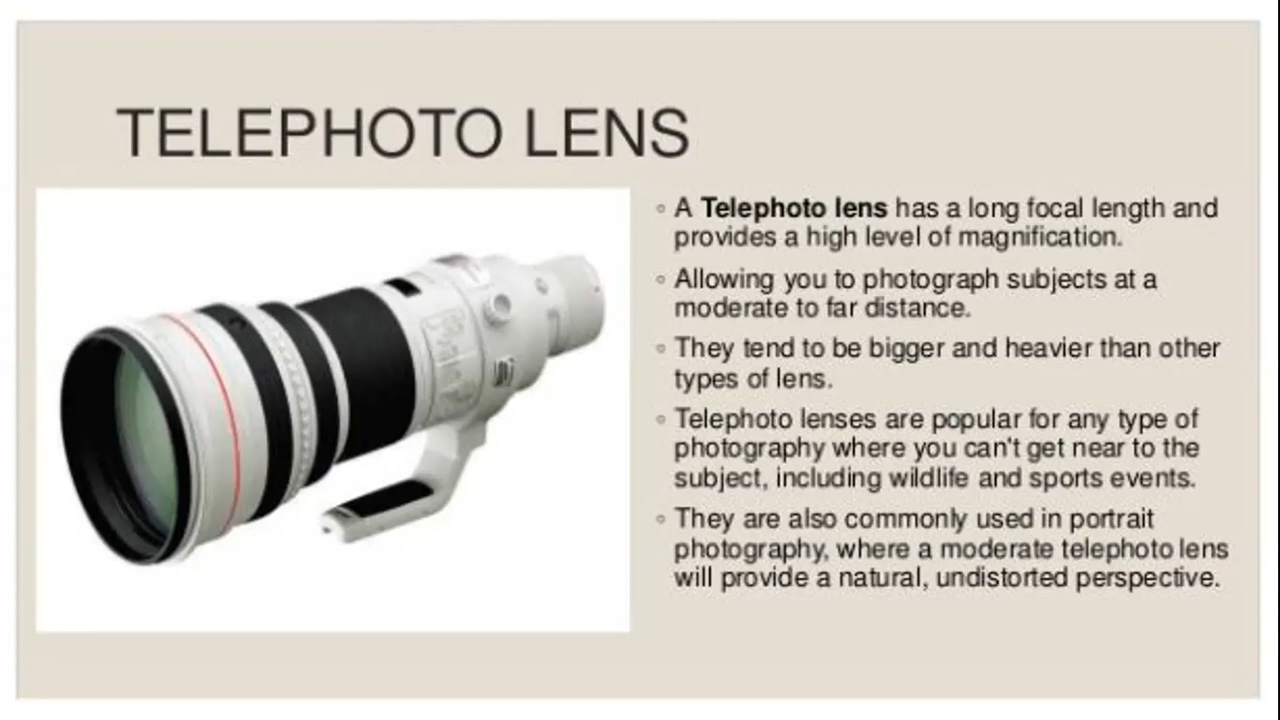 TELEPHOTO LENS
◦ A Telephoto lens has a long focal length and
provides a high level of magnification.
◦ Allowing you to photograph subjects at a
moderate to far distance.
◦ They tend to be bigger and heavier than other
types of lens.
◦ Telephoto lenses are popular for any type of
photography where you can't get near to the
subject, including wildlife and sports events.
◦ They are also commonly used in portrait
photography, where a moderate telephoto lens
will provide a natural, undistorted perspective.